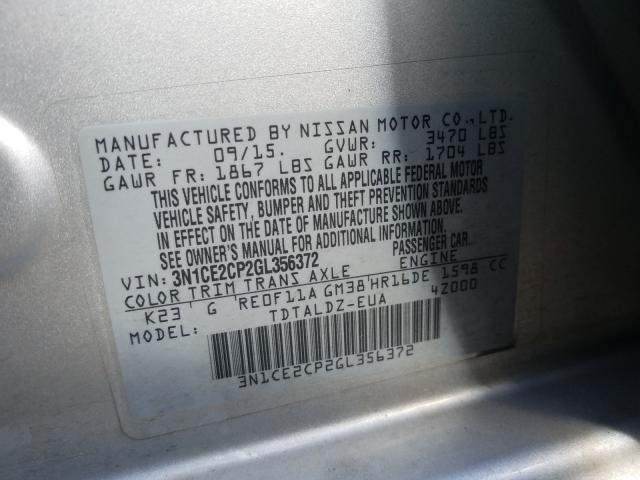 MANUFACTURED BY NISSAN MOTOR CO., LTD.
DATE: 09/15. GVWR: 3470 LBS
GAWR FR: 1867 LBS GAWR RR: 1704 LBS
THIS VEHICLE CONFORMS TO ALL APPLICABLE FEDERAL MOTOR
VEHICLE SAFETY, BUMPER AND THEFT PREVENTION STANDARDS
IN EFFECT ON THE DATE OF MANUFACTURE SHOWN ABOVE.
SEE OWNER'S MANUAL FOR ADDITIONAL INFORMATION.
VIN: 3N1CE2CP2GL356372 PASSENGER CAR
COLOR TRIM TRANS AXLE ENGINE
K23 G RE0F11A GM38 HR16DE 1598 CC
MODEL: TDTALDZ-EUA 4Z000
3N1CE2CP2GL356372